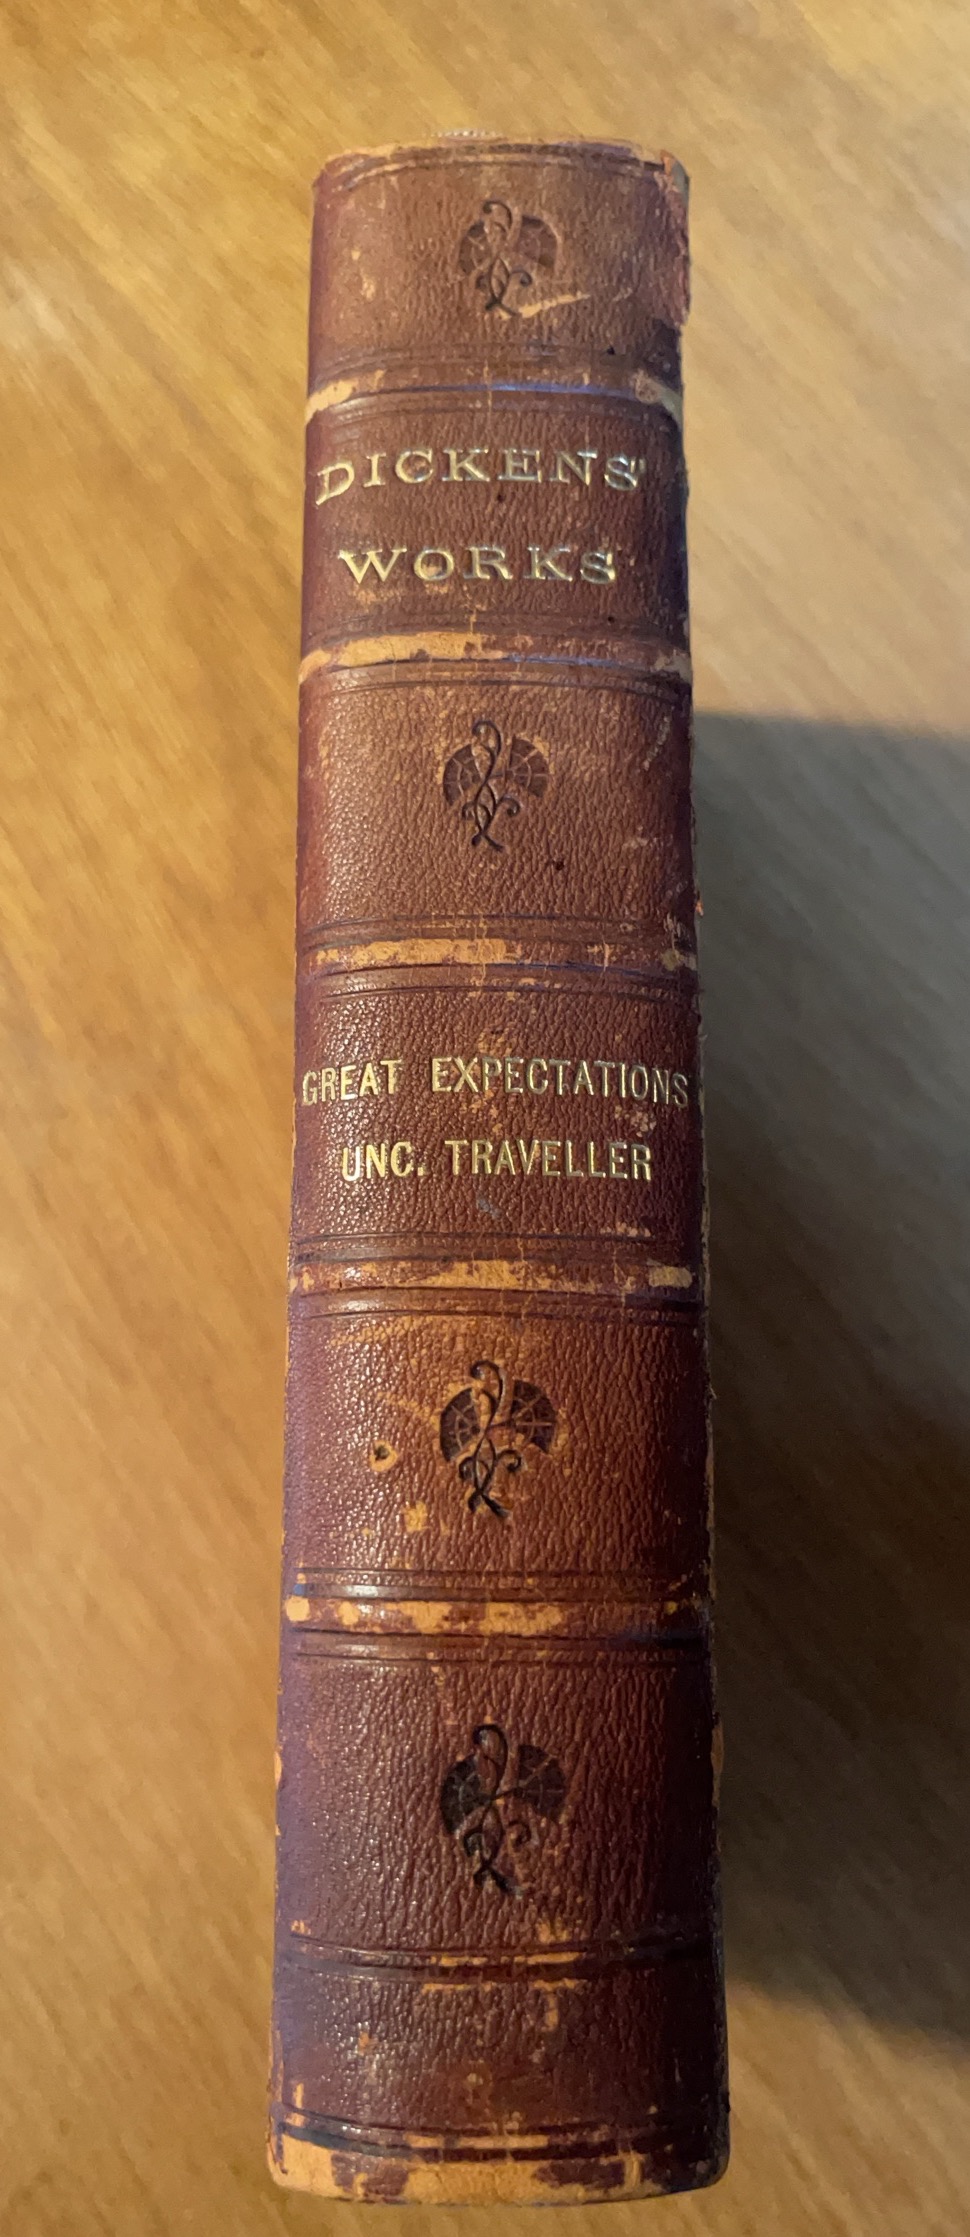 DICKENS'
WORKS
GREAT EXPECTATIONS
UNC. TRAVELLER